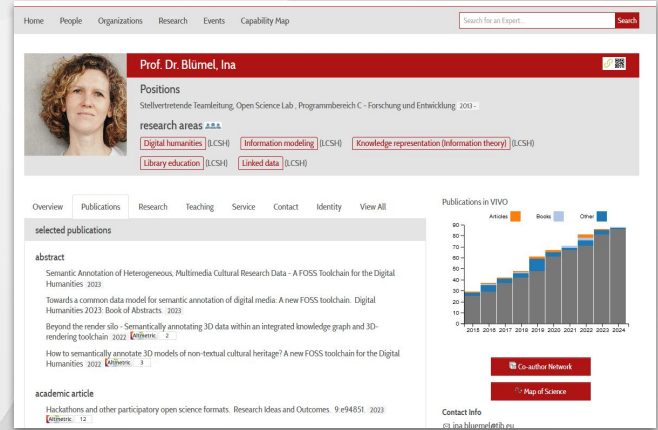 Home People Organizations Research Events Capability Map
Search for an Expert...
Search
Prof. Dr. Blümel, Ina
Positions
Stellvertretende Teamleitung, Open Science Lab , Programmbereich C - Forschung und Entwicklung 2013 -
research areas
Digital humanities (LCSH) Information modeling (LCSH) Knowledge representation (Information theory) (LCSH)
Library education (LCSH) Linked data (LCSH)
Overview Publications Research Teaching Service Contact Identity View All
selected publications
abstract
Semantic Annotation of Heterogeneous, Multimedia Cultural Research Data - A FOSS Toolchain for the Digital
Humanities 2023
Towards a common data model for semantic annotation of digital media: A new FOSS toolchain. Digital
Humanities 2023: Book of Abstracts. 2023
Beyond the render silo - Semantically annotating 3D data within an integrated knowledge graph and 3D-
rendering toolchain 2022 Altmetric 2
How to semantically annotate 3D models of non-textual cultural heritage? A new FOSS toolchain for the Digital
Humanities 2022 Altmetric 3
academic article
Hackathons and other participatory open science formats. Research Ideas and Outcomes. 9:e94851. 2023
Altmetric 12
Publications in VIVO
Articles Books Other
90
80
70
60
50
40
30
20
10
0
2015 2016 2017 2018 2019 2020 2021 2022 2023 2024
Co-author Network
Map of Science
Contact Info
ina.bluemel@tib.eu